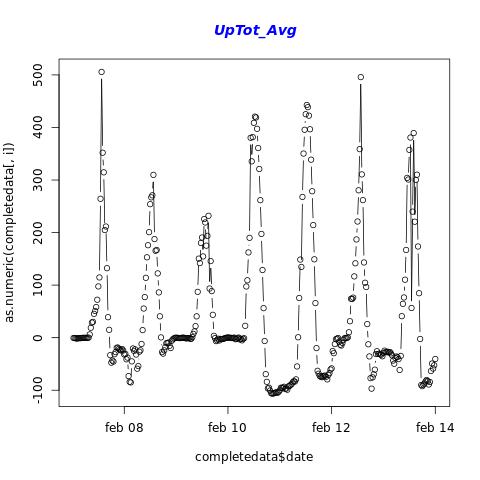 UpTot_Avg
as.numeric(completedata[, i])
500
400
300
200
100
0
-100
feb 08 feb 10 feb 12 feb 14
completedata$date